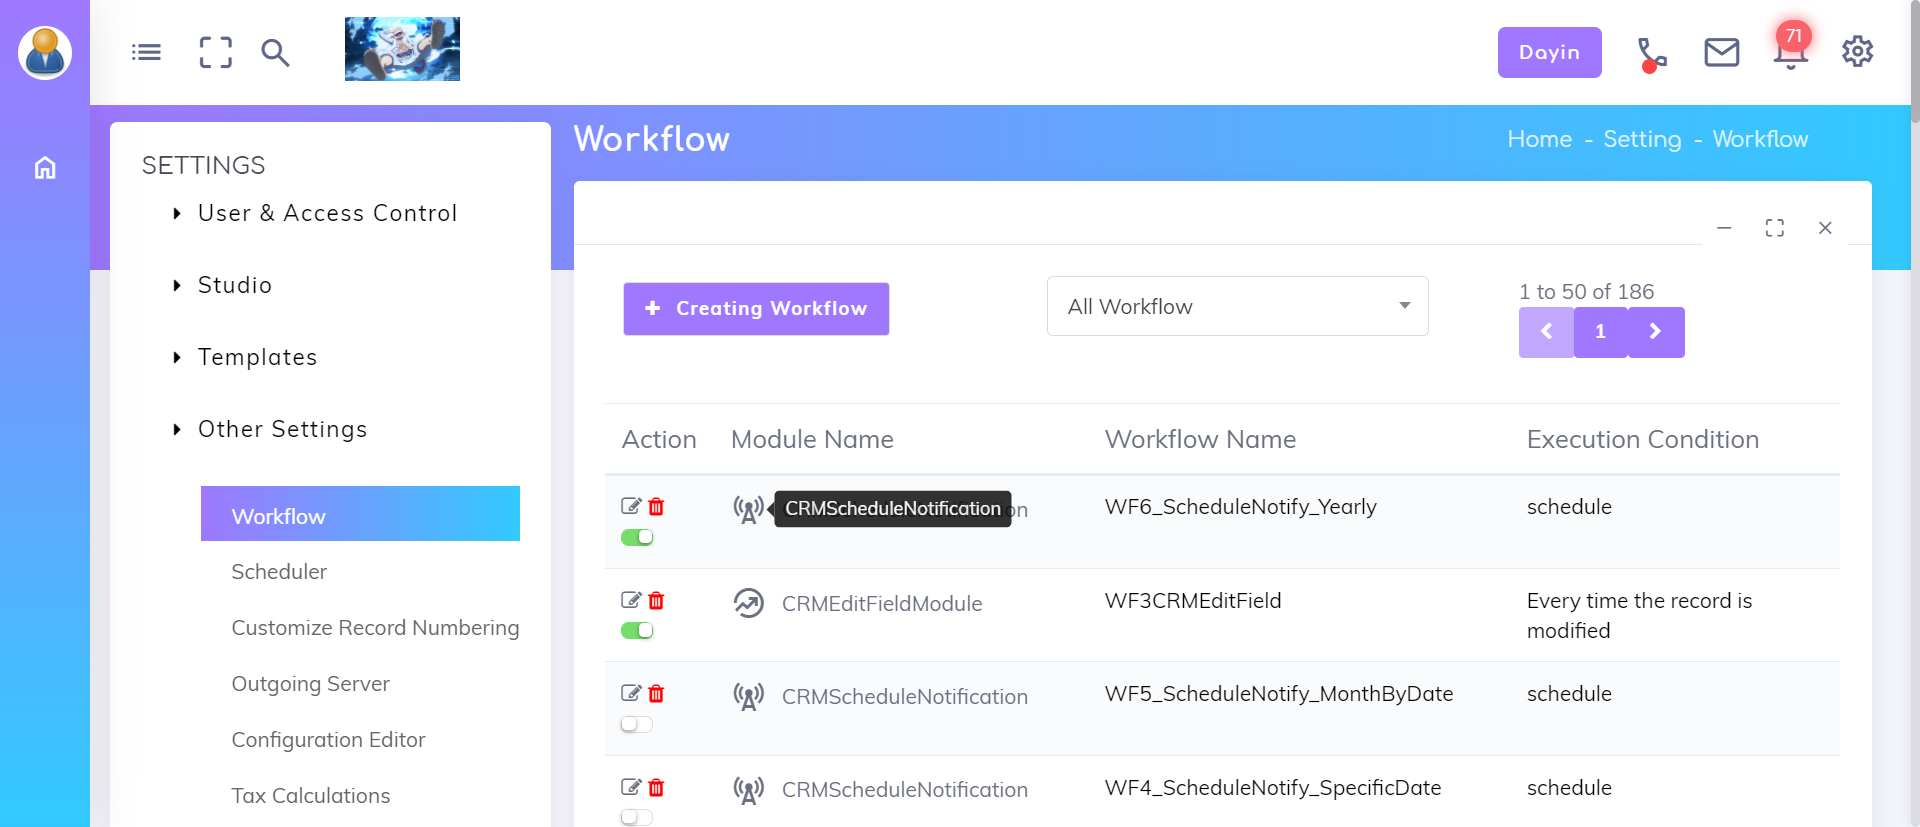 Dayin
71
SETTINGS
User & Access Control
Studio
Templates
Other Settings
Workflow
Scheduler
Customize Record Numbering
Outgoing Server
Configuration Editor
Tax Calculations
Workflow
Home - Setting - Workflow
+ Creating Workflow
All Workflow
1 to 50 of 186
1
Action Module Name Workflow Name Execution Condition
CRMScheduleNotification on WF6_ScheduleNotify_Yearly schedule
CRMEditFieldModule WF3CRMEditField Every time the record is
modified
CRMScheduleNotification WF5_ScheduleNotify_MonthByDate schedule
CRMScheduleNotification WF4_ScheduleNotify_SpecificDate schedule